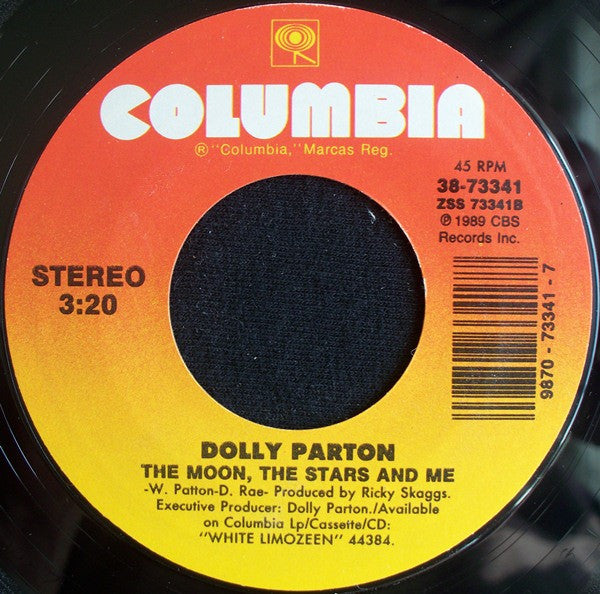 COLUMBIA
® "Columbia," Marcas Reg.
45 RPM
38-73341
ZSS 73341B
℗ 1989 CBS
Records Inc.
STEREO
3:20
9870 - 73341 - 7
DOLLY PARTON
THE MOON, THE STARS AND ME
-W. Patton-D. Rae- Produced by Ricky Skaggs.
Executive Producer: Dolly Parton./Available
on Columbia Lp/Cassette/CD:
"WHITE LIMOZEEN" 44384.